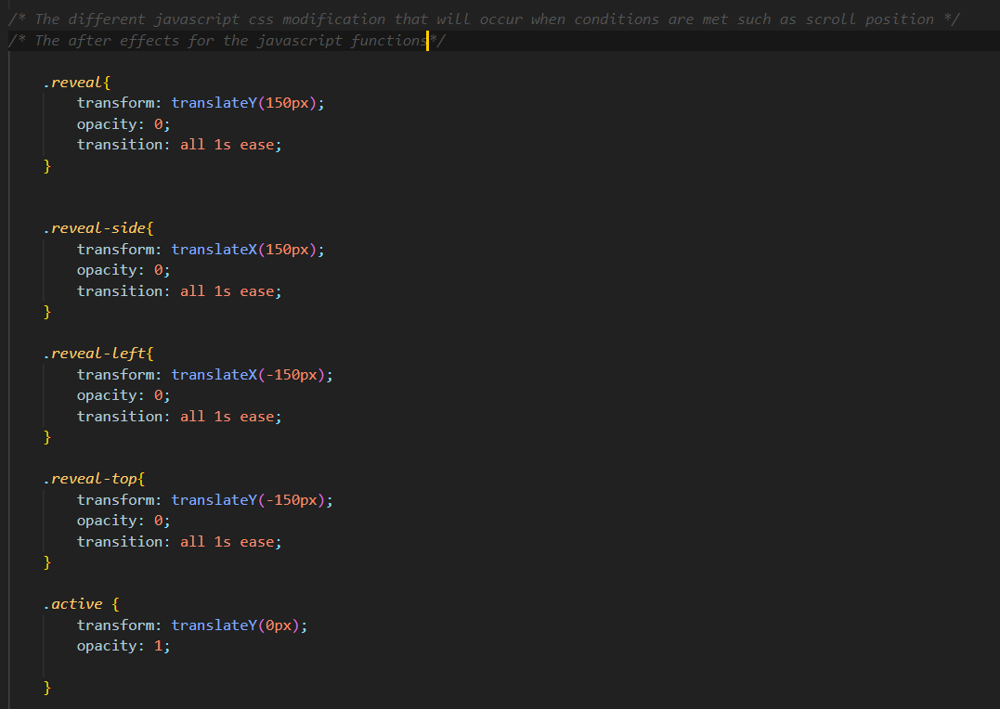 /* The different javascript css modification that will occur when conditions are met such as scroll position */
/* The after effects for the javascript functions*/
.reveal{
transform: translateY(150px);
opacity: 0;
transition: all 1s ease;
}
.reveal-side{
transform: translateX(150px);
opacity: 0;
transition: all 1s ease;
}
.reveal-left{
transform: translateX(-150px);
opacity: 0;
transition: all 1s ease;
}
.reveal-top{
transform: translateY(-150px);
opacity: 0;
transition: all 1s ease;
}
.active {
transform: translateY(0px);
opacity: 1;
}